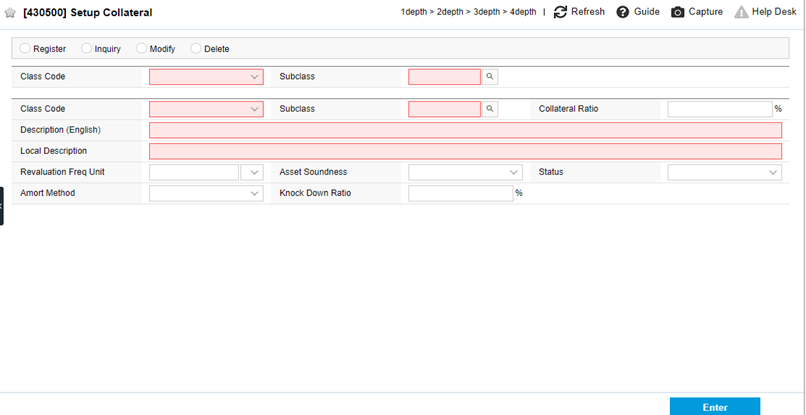 [430500] Setup Collateral 1depth > 2depth > 3depth > 4depth | Refresh Guide Capture Help Desk
Register Inquiry Modify Delete
Class Code Subclass
Class Code Subclass Collateral Ratio %
Description (English)
Local Description
Revaluation Freq Unit Asset Soundness Status
Amort Method Knock Down Ratio %
Enter